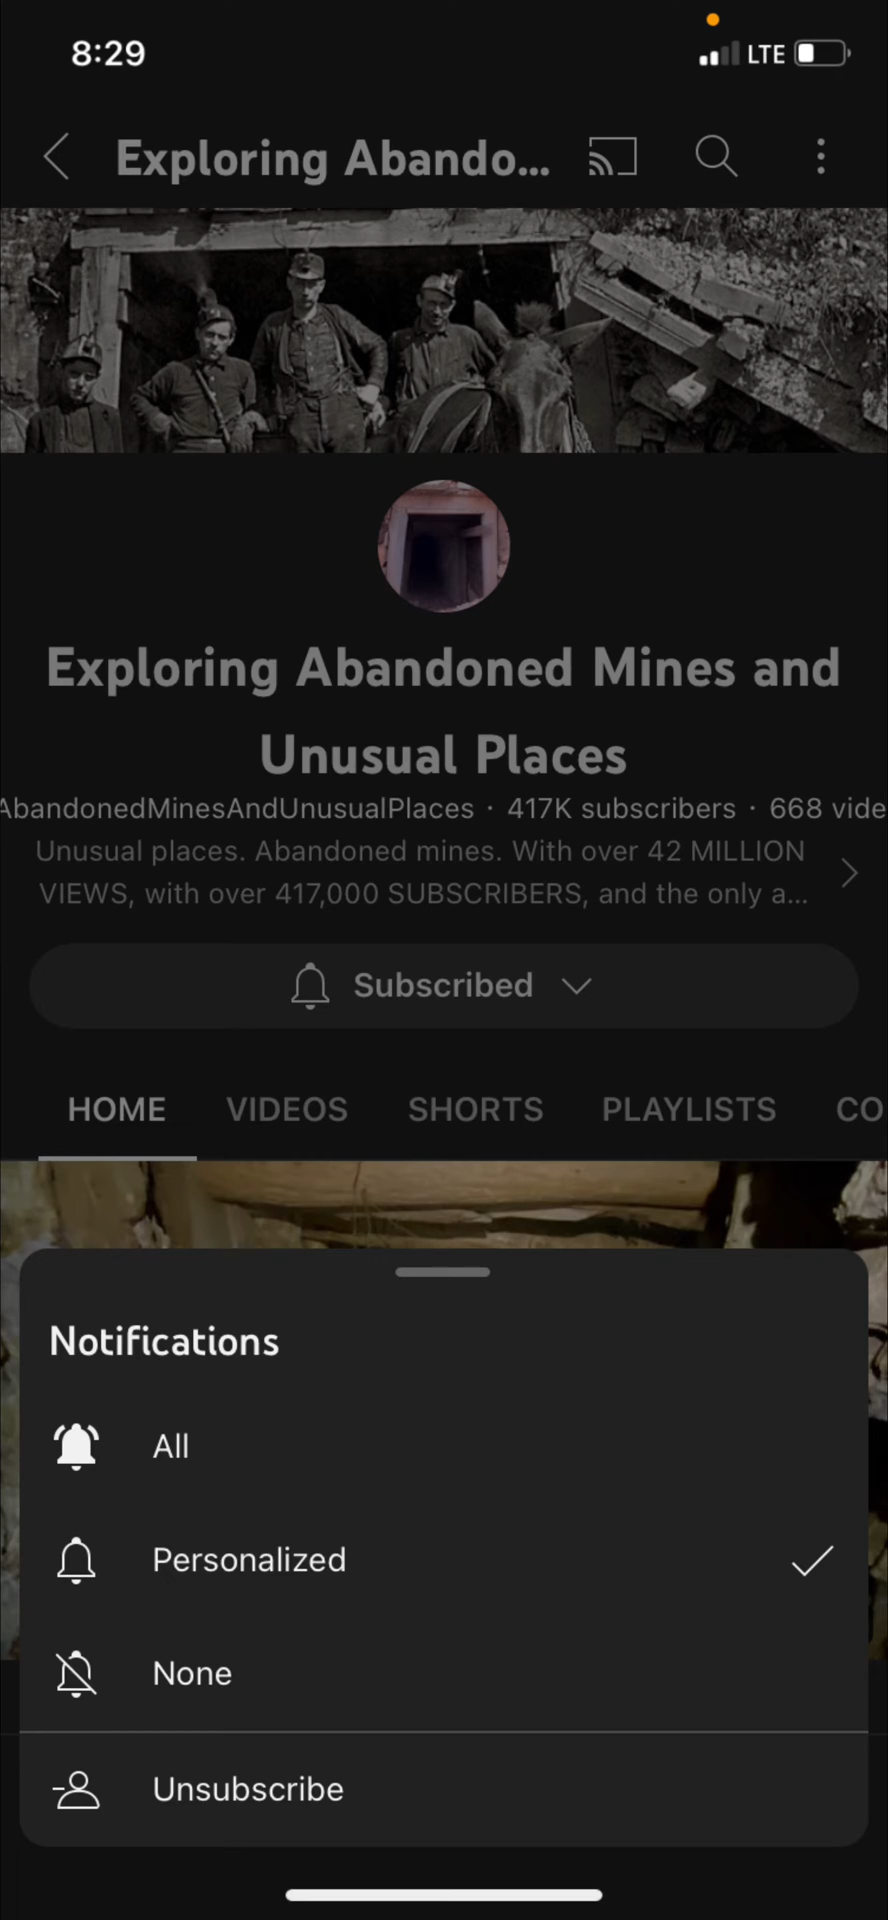 8:29
LTE
Exploring Abando...
Exploring Abandoned Mines and
Unusual Places
AbandonedMinesAndUnusualPlaces · 417K subscribers · 668 vide
Unusual places. Abandoned mines. With over 42 MILLION
VIEWS, with over 417,000 SUBSCRIBERS, and the only a...
Subscribed
HOME VIDEOS SHORTS PLAYLISTS CO
Notifications
All
Personalized
None
Unsubscribe